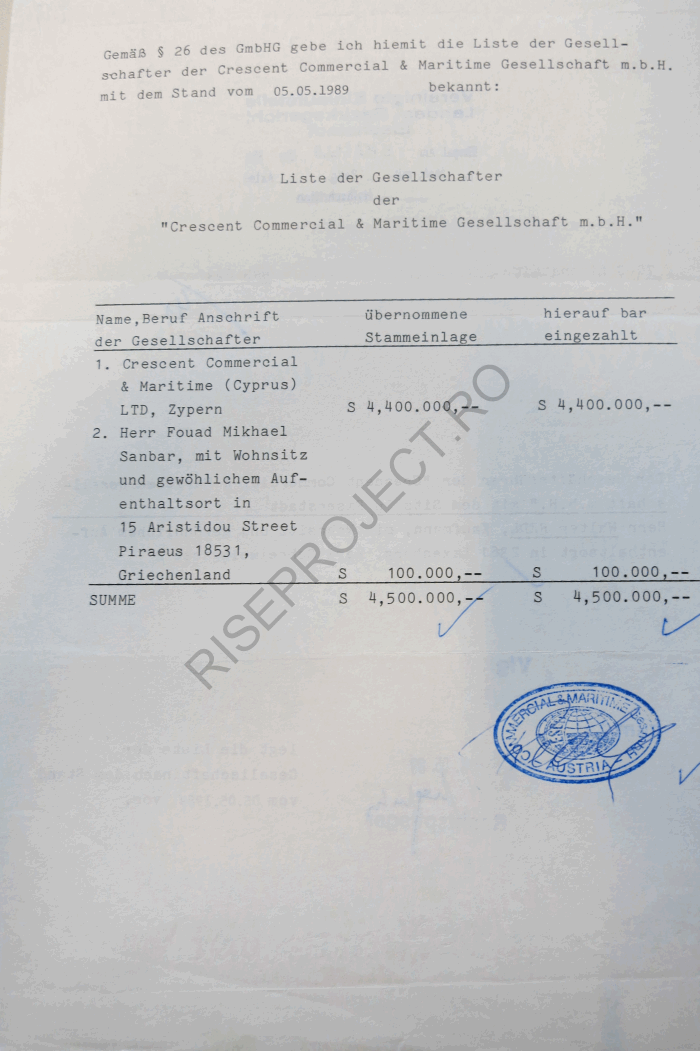 Gemäß § 26 des GmbHG gebe ich hiemit die Liste der Gesell-
schafter der Crescent Commercial & Maritime Gesellschaft m.b.H.
mit dem Stand vom 05.05.1989 bekannt:
Liste der Gesellschafter
der
"Crescent Commercial & Maritime Gesellschaft m.b.H."
Name,Beruf Anschrift übernommene hierauf bar
der Gesellschafter Stammeinlage eingezahlt
1. Crescent Commercial
& Maritime (Cyprus)
LTD, Zypern S 4,400.000,-- S 4,400.000,--
2. Herr Fouad Mikhael
Sanbar, mit Wohnsitz
und gewöhlichem Auf-
enthaltsort in
15 Aristidou Street
Piraeus 18531,
Griechenland S 100.000,-- S 100.000,--
SUMME S 4,500.000,-- S 4,500.000,--
RISEPROJECT.RO
COMMERCIAL & MARITIME
AUSTRIA